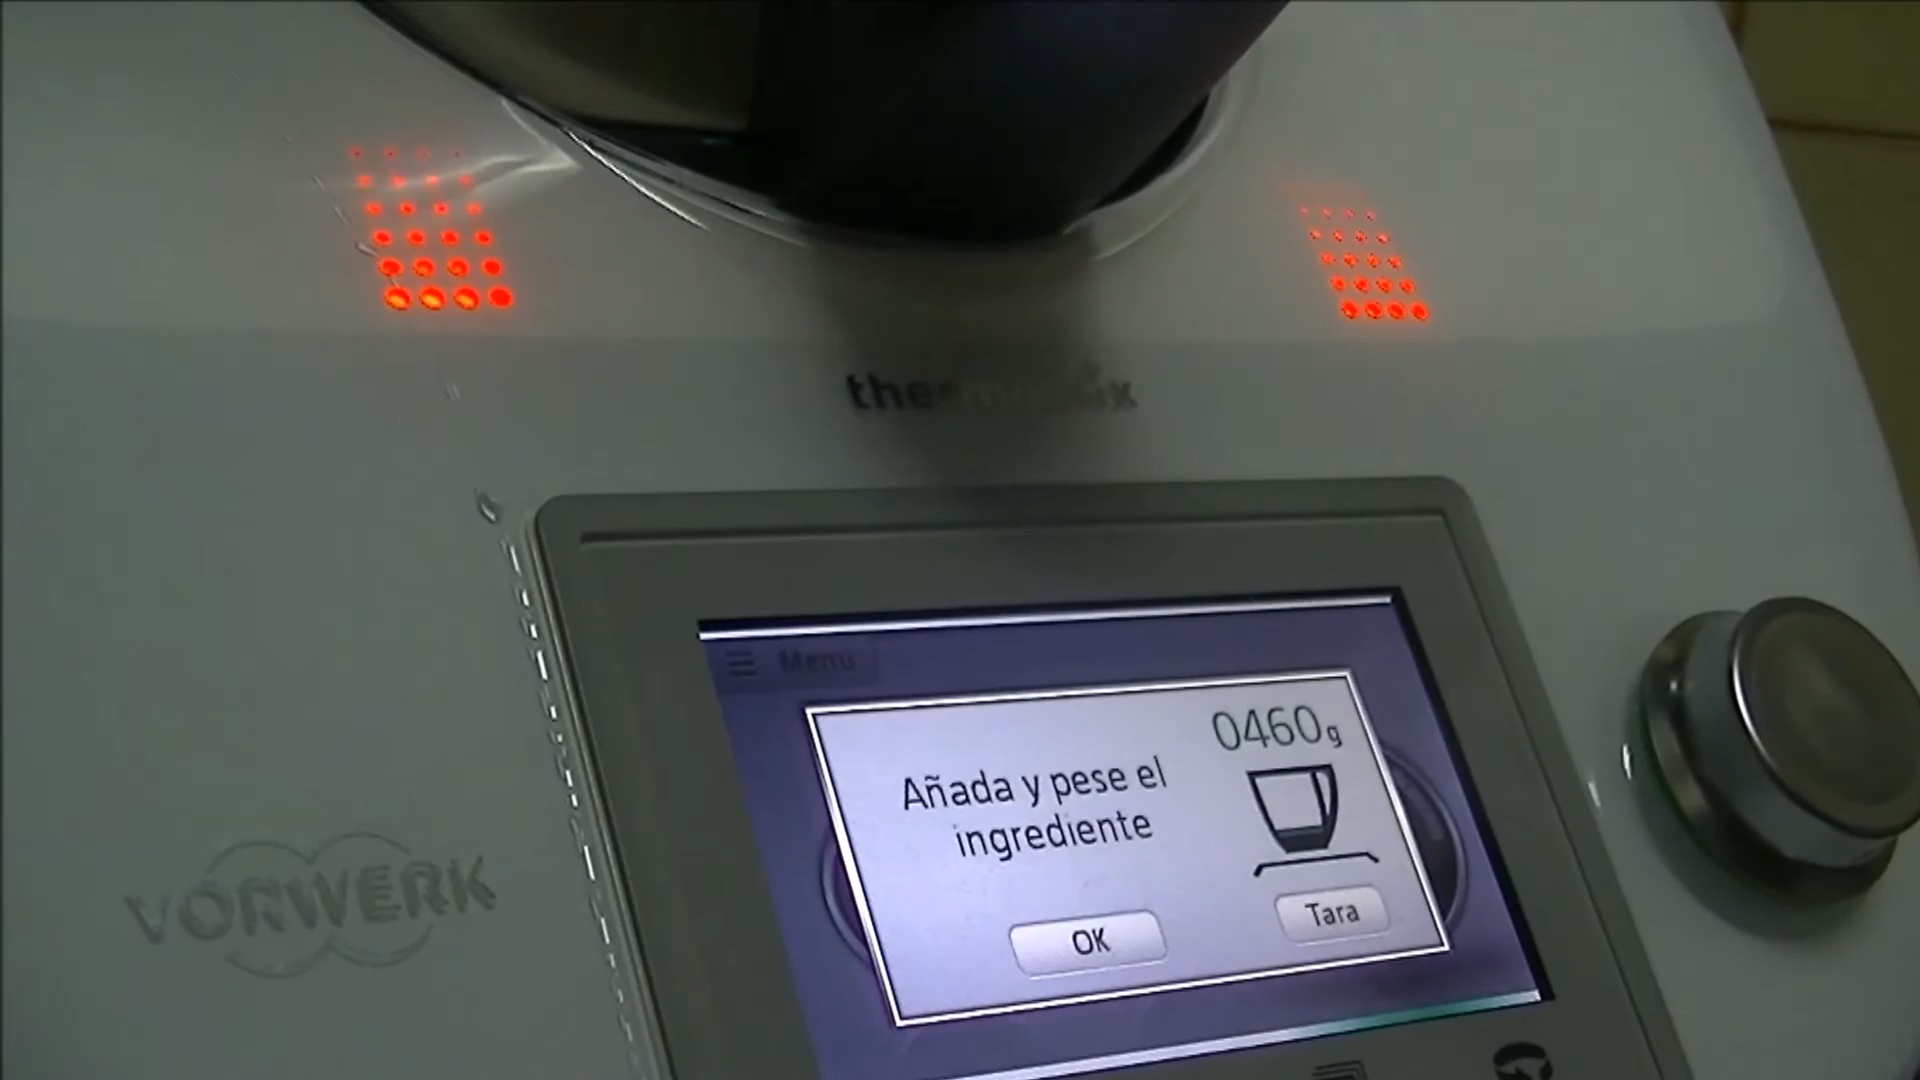 thermomix
Menú
0460g
Añada y pese el
ingrediente
OK
Tara
VORWERK